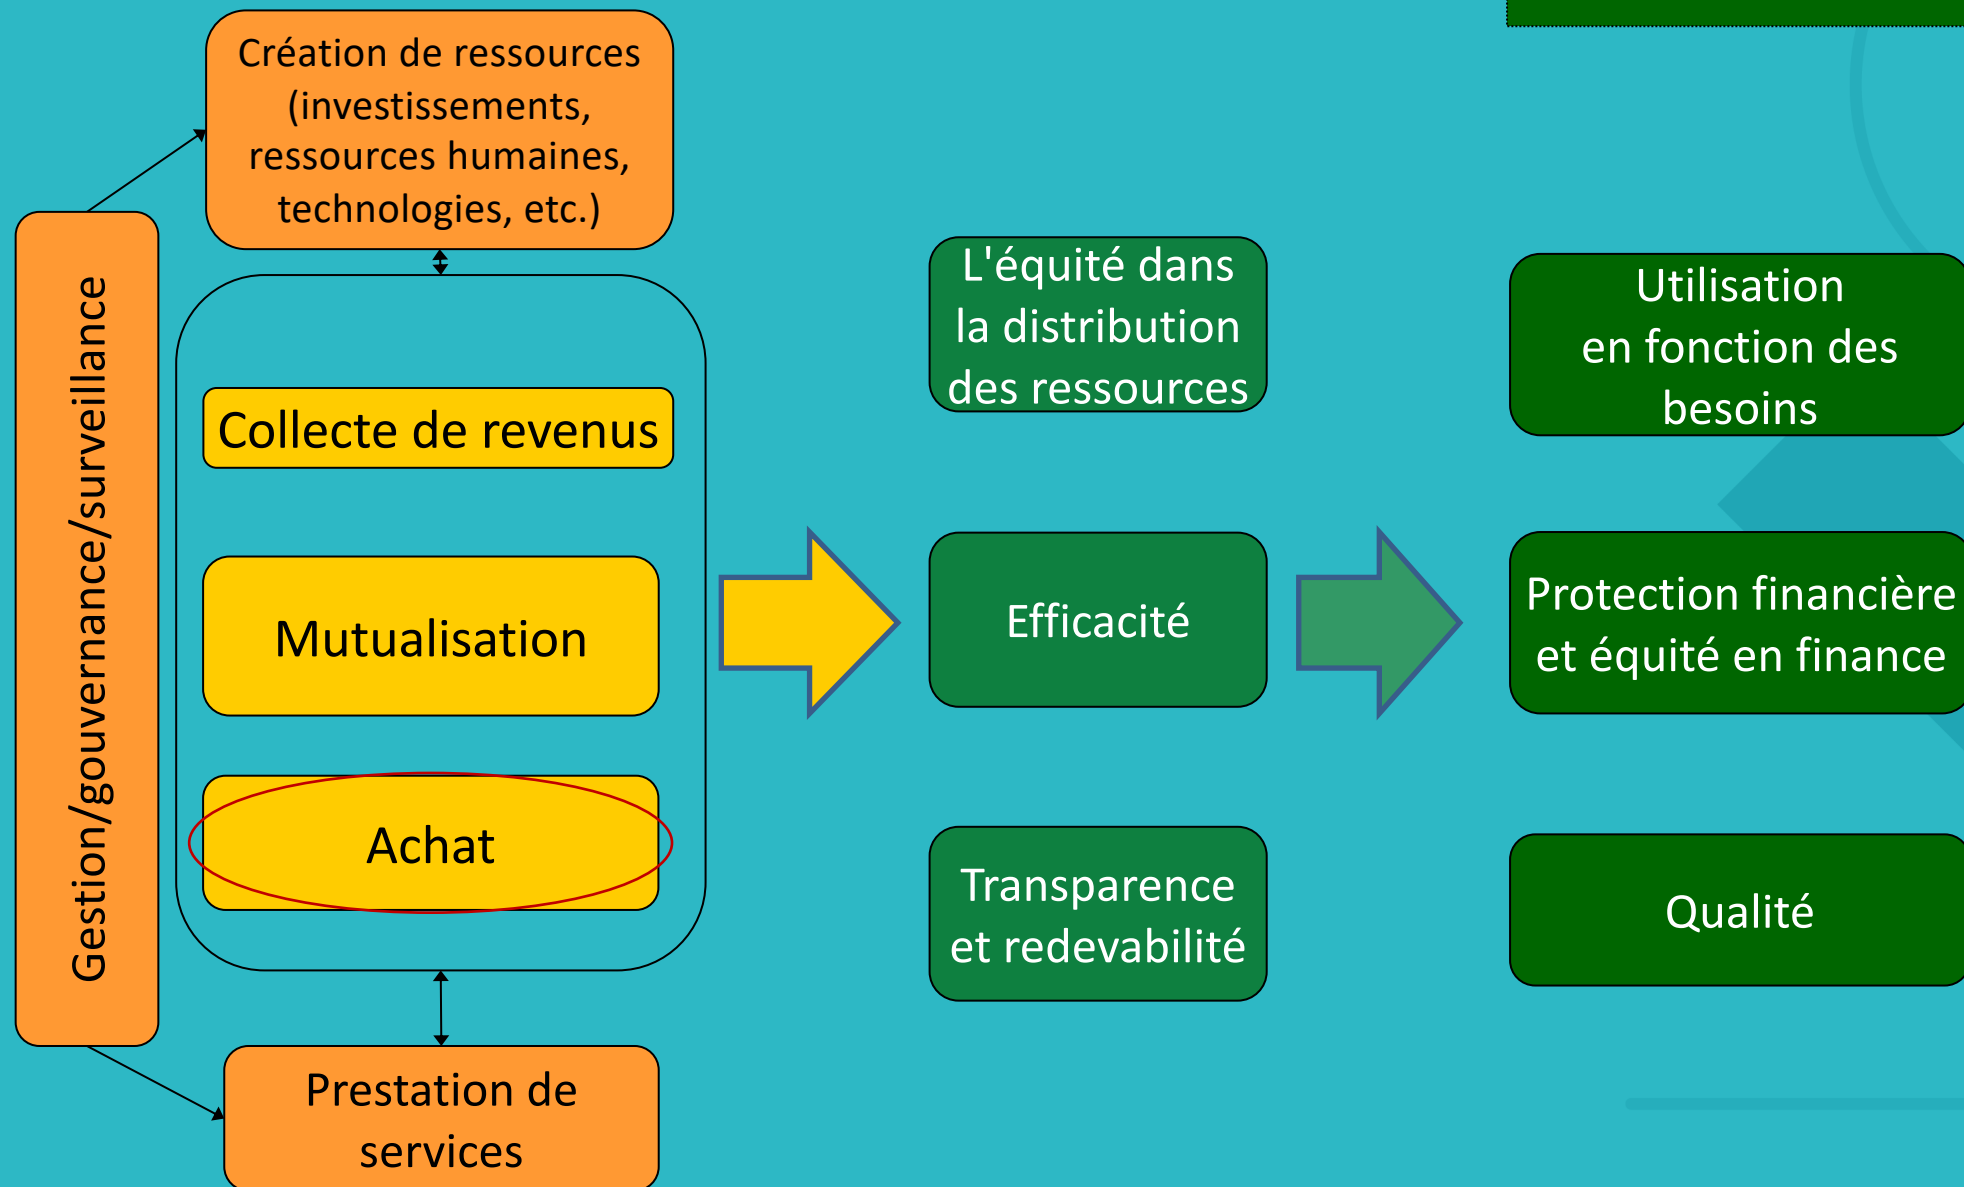 Création de ressources
(investissements,
ressources humaines,
technologies, etc.)
Gestion/gouvernance/surveillance
Collecte de revenus
Mutualisation
Achat
Prestation de
services
L'équité dans
la distribution
des ressources
Efficacité
Transparence
et redevabilité
Utilisation
en fonction des
besoins
Protection financière
et équité en finance
Qualité